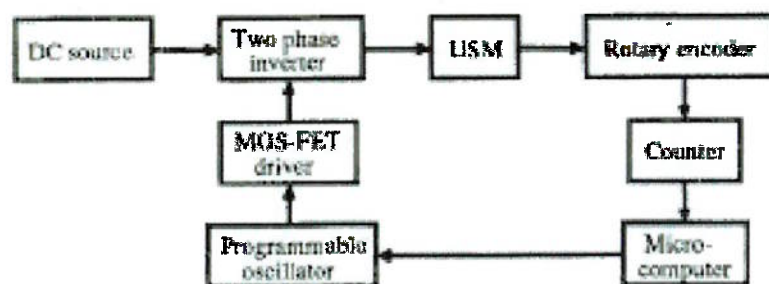 DC source
Two phase
inverter
USM
Rotary encoder
MOS-FET
driver
Counter
Programmable
oscillator
Micro-
computer